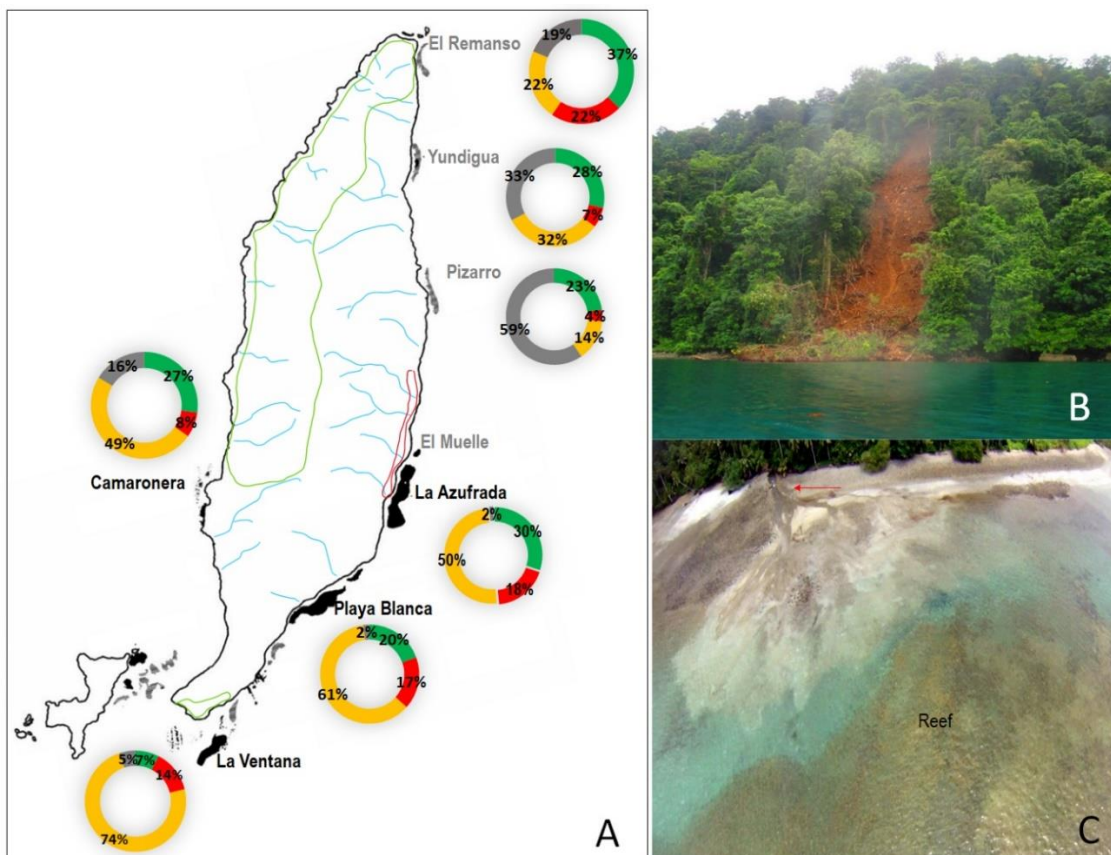 El Remanso
19%
37%
22%
22%
Yundigua
33%
28%
7%
32%
Pizarro
23%
59%
4%
14%
16%
27%
8%
49%
Camaronera
El Muelle
La Azufrada
2%
30%
50%
18%
Playa Blanca
2%
20%
61%
17%
La Ventana
5%
7%
14%
74%
A
B
Reef
C